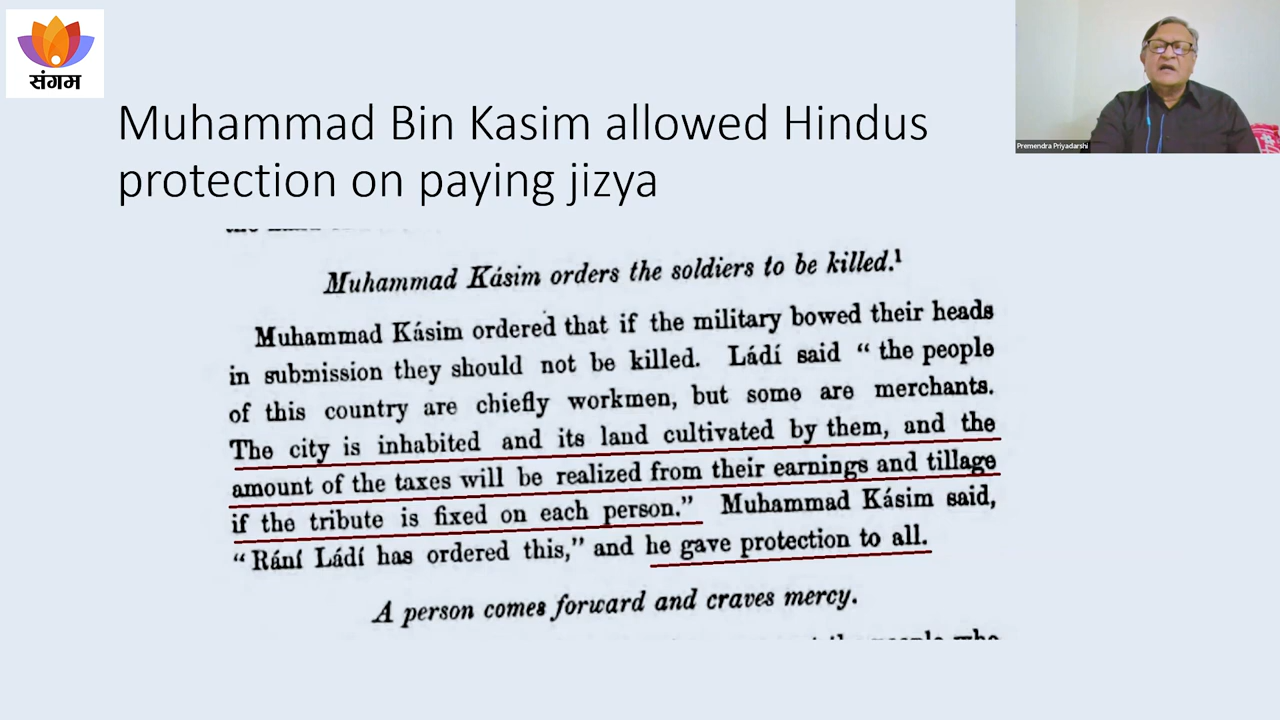 संगम
Premendra Priyadarshi
Muhammad Bin Kasim allowed Hindus
protection on paying jizya
Muhammad Kásim orders the soldiers to be killed.¹
Muhammad Kásim ordered that if the military bowed their heads
in submission they should not be killed. Ládí said “ the people
of this country are chiefly workmen, but some are merchants.
The city is inhabited and its land cultivated by them, and the
amount of the taxes will be realized from their earnings and tillage
if the tribute is fixed on each person.” Muhammad Kásim said,
“ Rání Ládí has ordered this,” and he gave protection to all.
A person comes forward and craves mercy.